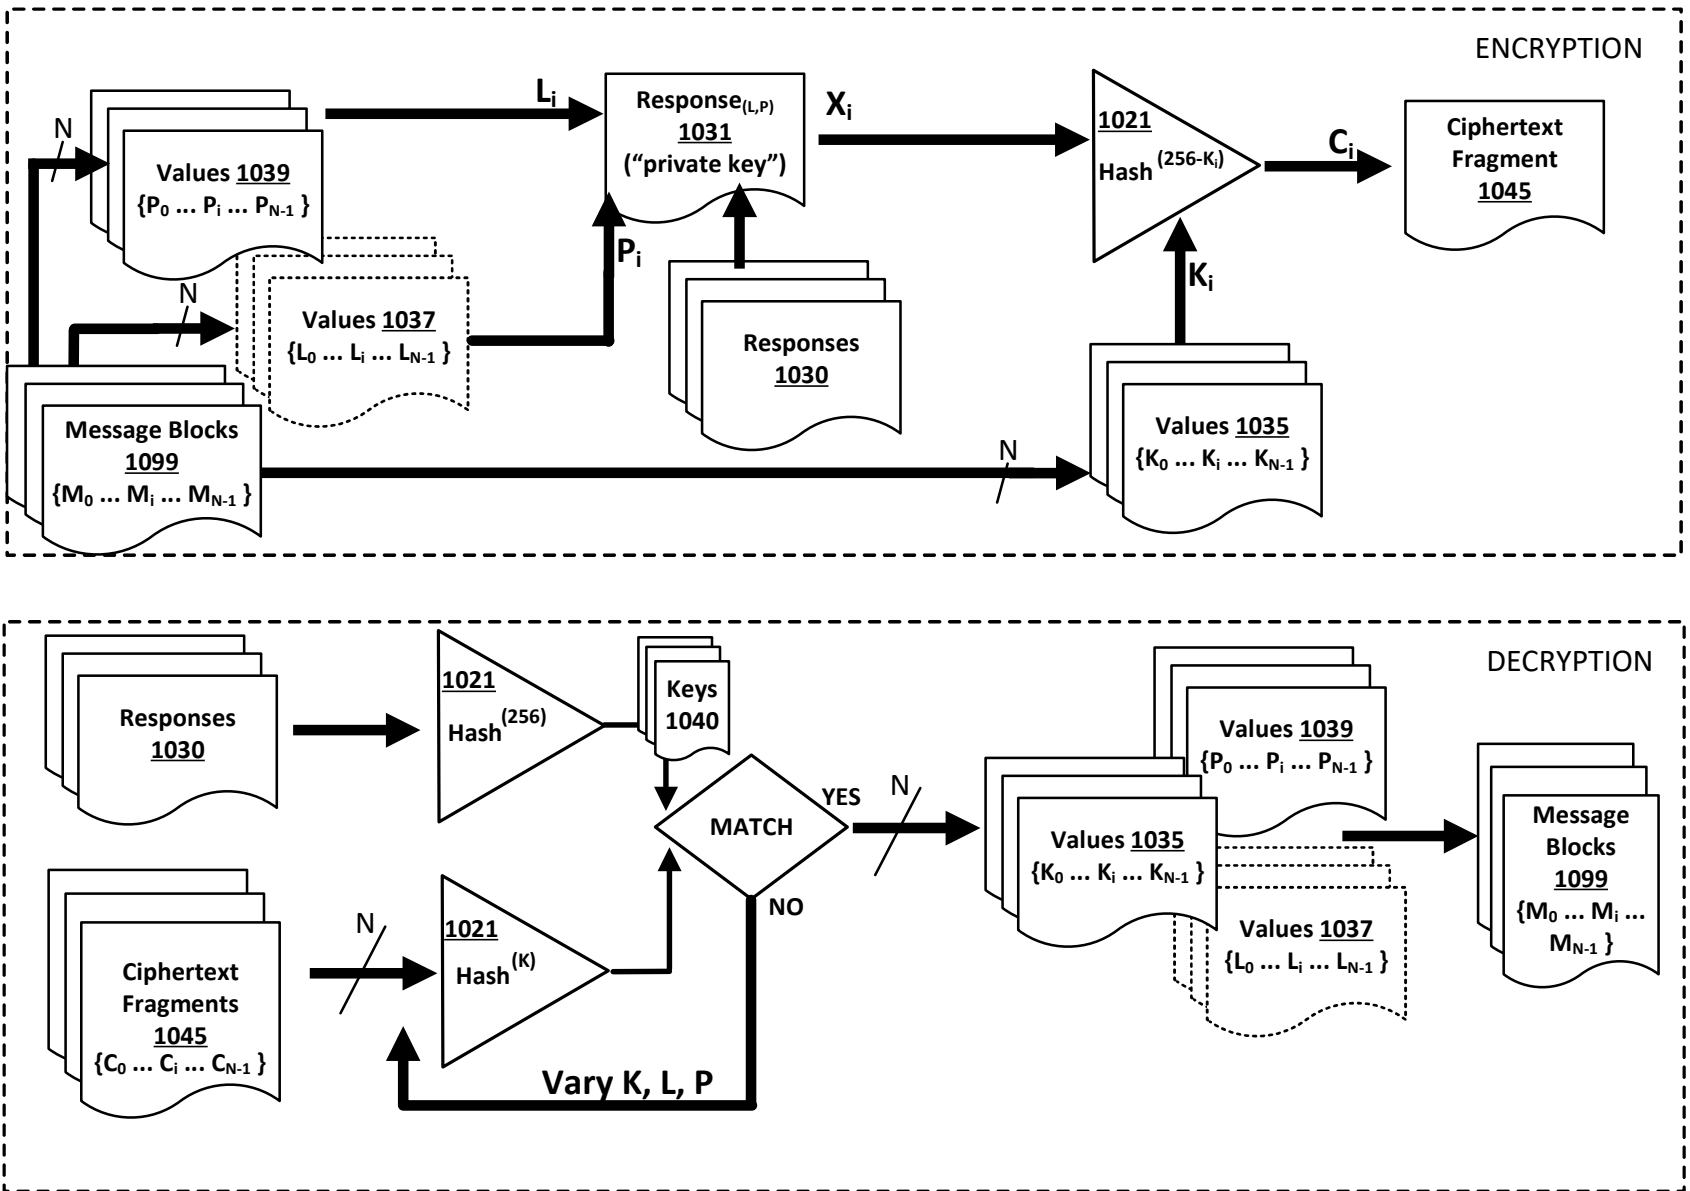 ENCRYPTION
N
Values 1039
{P0 ... Pi ... PN-1 }
Li
Response(L,P)
1031
(“private key”)
Xi
1021
Hash(256-Ki)
Ci
Ciphertext
Fragment
1045
N
Values 1037
{L0 ... Li ... LN-1 }
Pi
Responses
1030
Ki
Message Blocks
1099
{M0 ... Mi ... MN-1 }
N
Values 1035
{K0 ... Ki ... KN-1 }
DECRYPTION
Responses
1030
1021
Hash(256)
Keys
1040
MATCH
YES
NO
N
Values 1039
{P0 ... Pi ... PN-1 }
Values 1035
{K0 ... Ki ... KN-1 }
Values 1037
{L0 ... Li ... LN-1 }
Message
Blocks
1099
{M0 ... Mi ...
MN-1 }
Ciphertext
Fragments
1045
{C0 ... Ci ... CN-1 }
N
1021
Hash(K)
Vary K, L, P